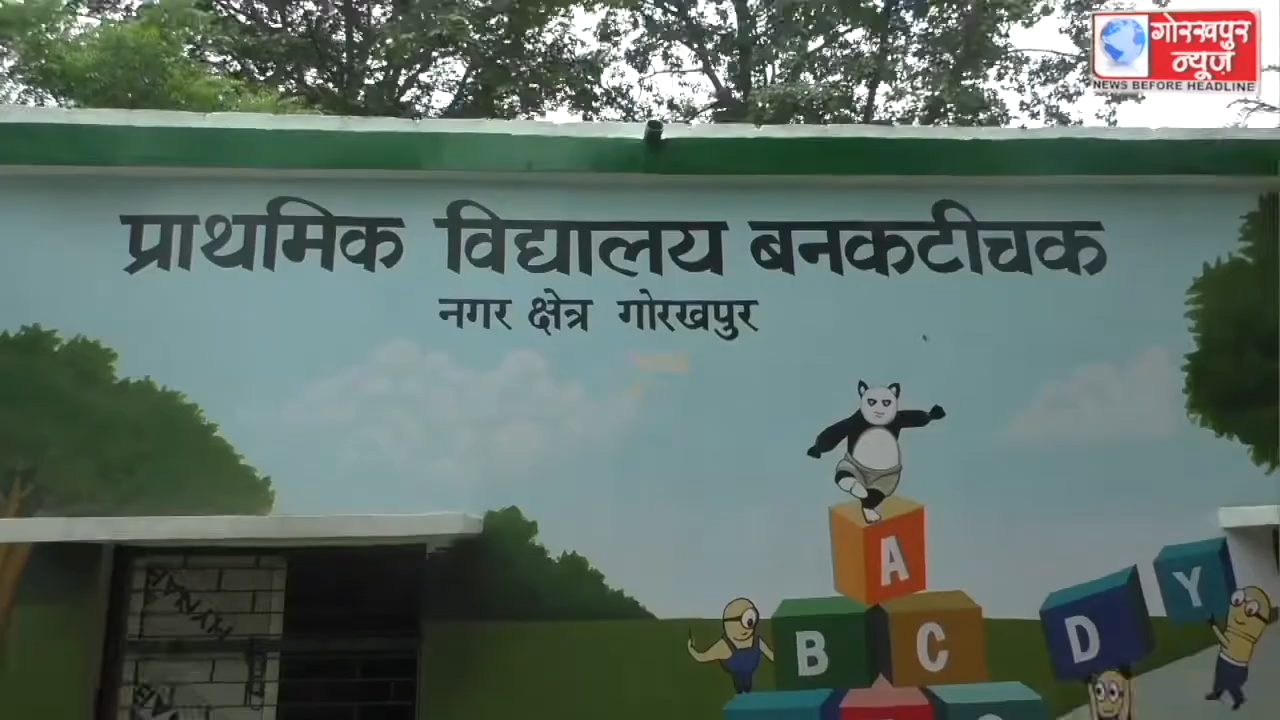 गोरखपुर
न्यूज़
NEWS BEFORE HEADLINE
प्राथमिक विद्यालय बनकटीचक
नगर क्षेत्र गोरखपुर
A
B C D Y